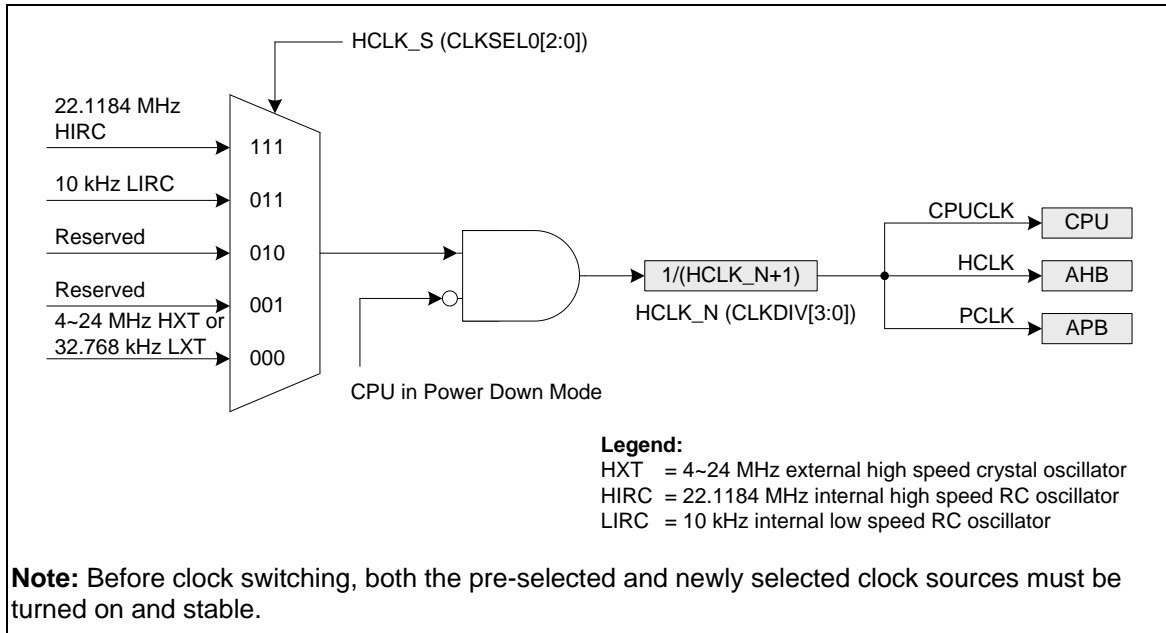 HCLK_S (CLKSEL0[2:0])
22.1184 MHz
HIRC
111
10 kHz LIRC
011
Reserved
010
Reserved
001
4~24 MHz HXT or
32.768 kHz LXT
000
CPU in Power Down Mode
1/(HCLK_N+1)
HCLK_N (CLKDIV[3:0])
CPUCLK
CPU
HCLK
AHB
PCLK
APB
Legend:
HXT = 4~24 MHz external high speed crystal oscillator
HIRC = 22.1184 MHz internal high speed RC oscillator
LIRC = 10 kHz internal low speed RC oscillator
Note: Before clock switching, both the pre-selected and newly selected clock sources must be
turned on and stable.